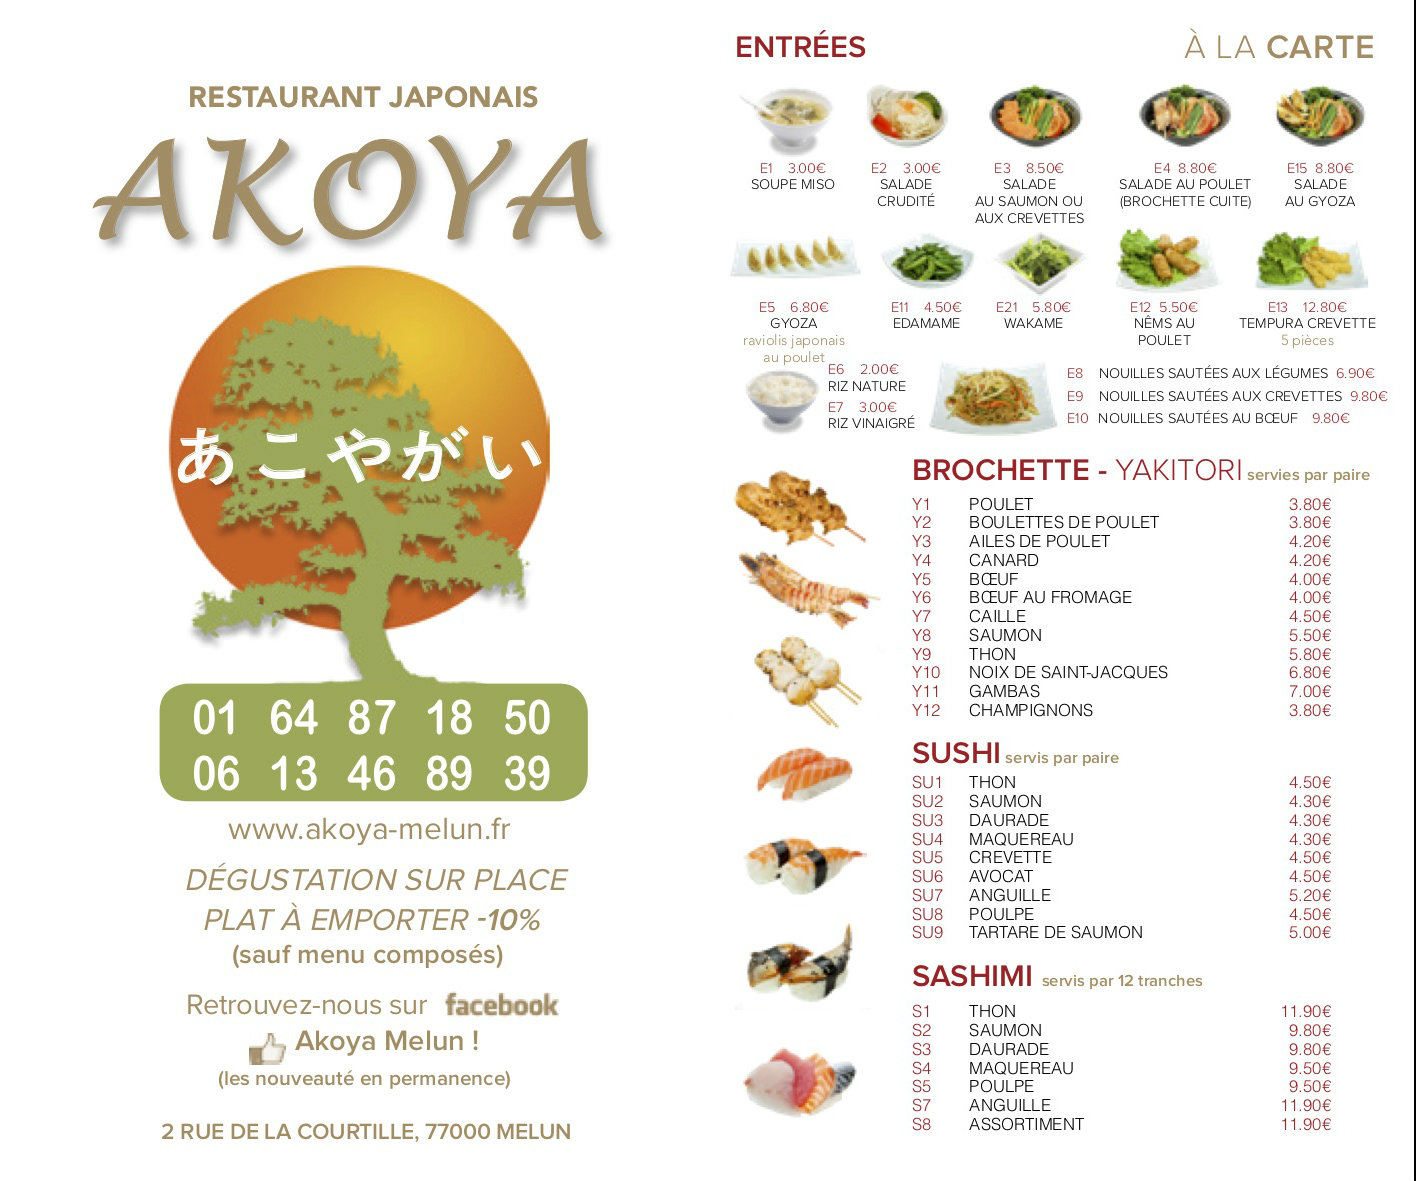 RESTAURANT JAPONAIS
AKOYA
あこやがい
01 64 87 18 50
06 13 46 89 39
www.akoya-melun.fr
DÉGUSTATION SUR PLACE
PLAT À EMPORTER -10%
(sauf menu composés)
Retrouvez-nous sur facebook
Akoya Melun !
(les nouveauté en permanence)
2 RUE DE LA COURTILLE, 77000 MELUN
ENTRÉES
À LA CARTE
E1 3.00€
SOUPE MISO
E2 3.00€
SALADE
CRUDITÉ
E3 8.50€
SALADE
AU SAUMON OU
AUX CREVETTES
E4 8.80€
SALADE AU POULET
(BROCHETTE CUITE)
E15 8.80€
SALADE
AU GYOZA
E5 6.80€
GYOZA
raviolis japonais
au poulet
E11 4.50€
EDAMAME
E21 5.80€
WAKAME
E12 5.50€
NÊMS AU
POULET
E13 12.80€
TEMPURA CREVETTE
5 pièces
E6 2.00€
RIZ NATURE
E7 3.00€
RIZ VINAIGRÉ
E8 NOUILLES SAUTÉES AUX LÉGUMES 6.90€
E9 NOUILLES SAUTÉES AUX CREVETTES 9.80€
E10 NOUILLES SAUTÉES AU BŒUF 9.80€
BROCHETTE - YAKITORI servies par paire
Y1 POULET 3.80€
Y2 BOULETTES DE POULET 3.80€
Y3 AILES DE POULET 4.20€
Y4 CANARD 4.20€
Y5 BŒUF 4.00€
Y6 BŒUF AU FROMAGE 4.00€
Y7 CAILLE 4.50€
Y8 SAUMON 5.50€
Y9 THON 5.80€
Y10 NOIX DE SAINT-JACQUES 6.80€
Y11 GAMBAS 7.00€
Y12 CHAMPIGNONS 3.80€
SUSHI servis par paire
SU1 THON 4.50€
SU2 SAUMON 4.30€
SU3 DAURADE 4.30€
SU4 MAQUEREAU 4.30€
SU5 CREVETTE 4.50€
SU6 AVOCAT 4.50€
SU7 ANGUILLE 5.20€
SU8 POULPE 4.50€
SU9 TARTARE DE SAUMON 5.00€
SASHIMI servis par 12 tranches
S1 THON 11.90€
S2 SAUMON 9.80€
S3 DAURADE 9.80€
S4 MAQUEREAU 9.50€
S5 POULPE 9.50€
S7 ANGUILLE 11.90€
S8 ASSORTIMENT 11.90€